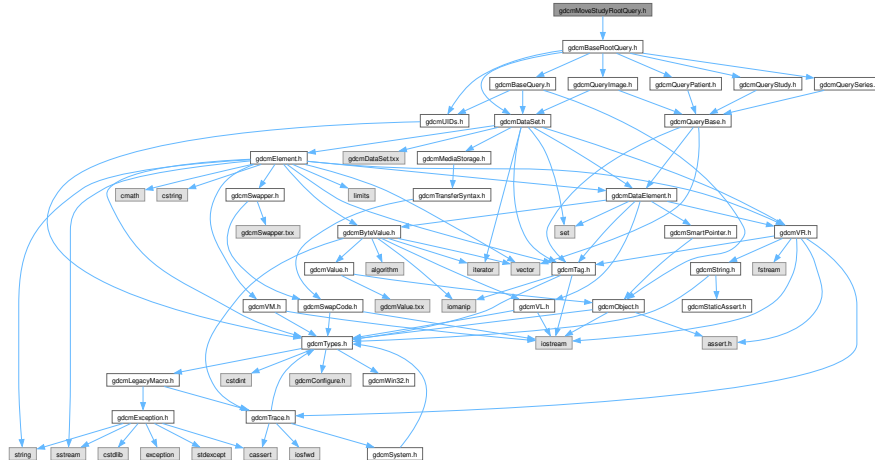 gdcmMoveStudyRootQuery.h
gdcmBaseRootQuery.h
gdcmBaseQuery.h
gdcmQueryImage.h
gdcmQueryPatient.h
gdcmQueryStudy.h
gdcmQuerySeries.h
gdcmUIDs.h
gdcmDataSet.h
gdcmQueryBase.h
gdcmElement.h
gdcmDataSet.txx
gdcmMediaStorage.h
cmath
cstring
gdcmSwapper.h
limits
gdcmTransferSyntax.h
gdcmDataElement.h
gdcmSwapper.txx
gdcmByteValue.h
set
gdcmSmartPointer.h
gdcmVR.h
gdcmValue.h
algorithm
iterator
vector
gdcmTag.h
gdcmString.h
fstream
gdcmVM.h
gdcmSwapCode.h
gdcmValue.txx
iomanip
gdcmVL.h
gdcmObject.h
gdcmStaticAssert.h
gdcmTypes.h
iostream
assert.h
gdcmLegacyMacro.h
cstdint
gdcmConfigure.h
gdcmWin32.h
gdcmException.h
gdcmTrace.h
string
sstream
cstdlib
exception
stdexcept
cassert
iosfwd
gdcmSystem.h